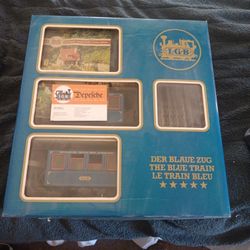 LGB
Depesche
DER BLAUE ZUG
THE BLUE TRAIN
LE TRAIN BLEU